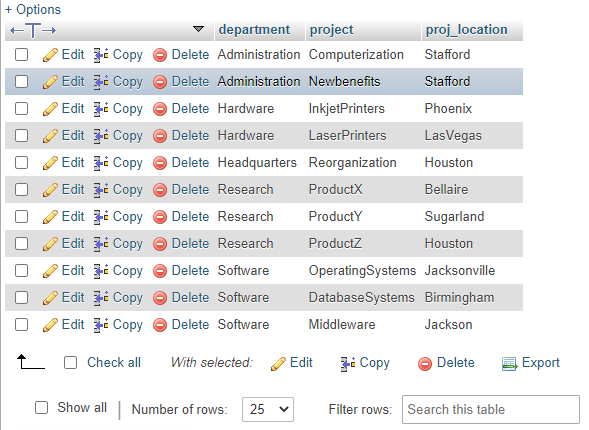 + Options
department project proj_location
Edit Copy Delete Administration Computerization Stafford
Edit Copy Delete Administration Newbenefits Stafford
Edit Copy Delete Hardware InkjetPrinters Phoenix
Edit Copy Delete Hardware LaserPrinters LasVegas
Edit Copy Delete Headquarters Reorganization Houston
Edit Copy Delete Research ProductX Bellaire
Edit Copy Delete Research ProductY Sugarland
Edit Copy Delete Research ProductZ Houston
Edit Copy Delete Software OperatingSystems Jacksonville
Edit Copy Delete Software DatabaseSystems Birmingham
Edit Copy Delete Software Middleware Jackson
Check all With selected: Edit Copy Delete Export
Show all Number of rows: 25 Filter rows: Search this table